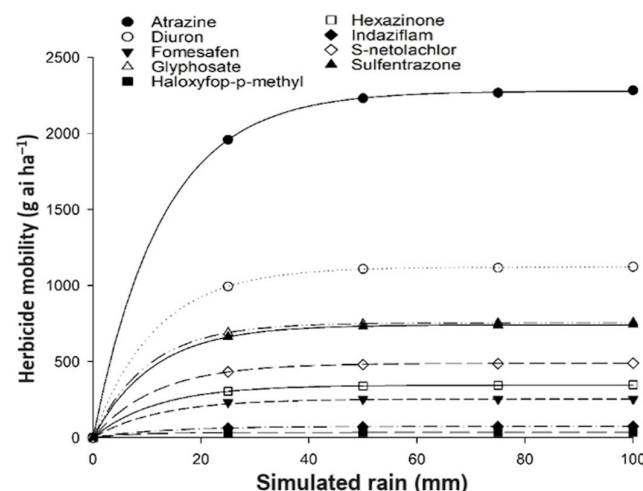 Atrazine
Diuron
Fomesafen
Glyphosate
Haloxyfop-p-methyl
Hexazinone
Indaziflam
S-netolachlor
Sulfentrazone
Herbicide mobility (g ai ha⁻¹)
2500
2000
1500
1000
500
0
0
20
40
60
80
100
Simulated rain (mm)